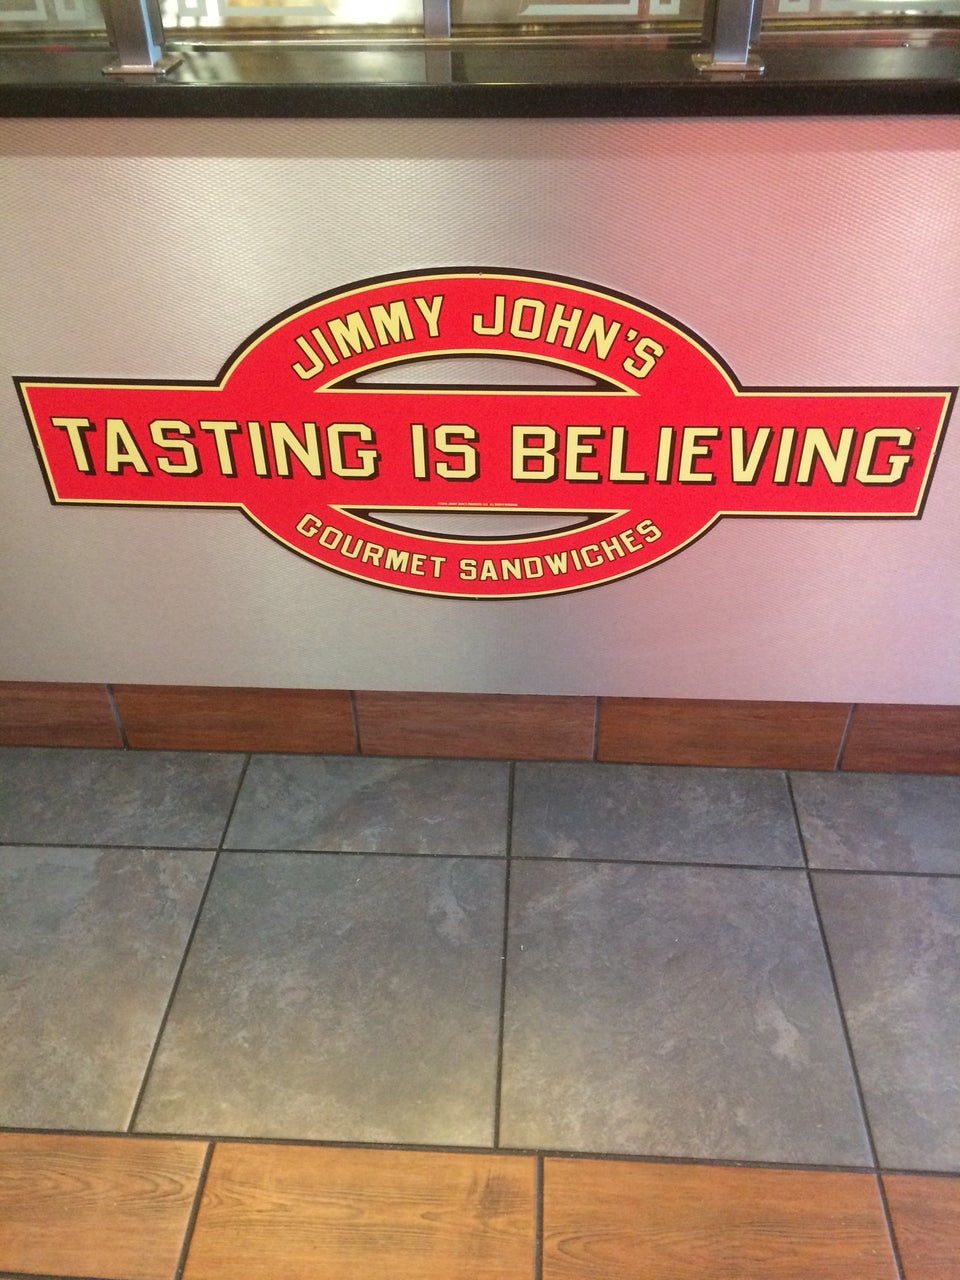 JIMMY JOHN'S
TASTING IS BELIEVING
GOURMET SANDWICHES